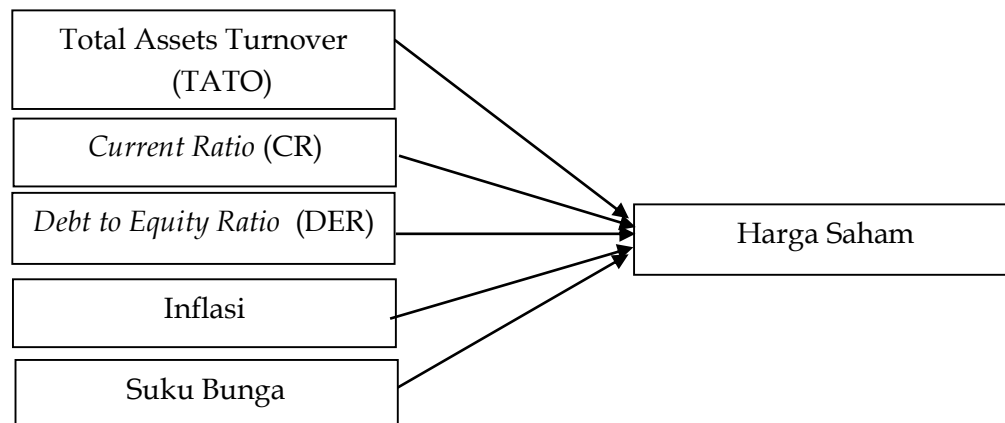 Total Assets Turnover
(TATO)
Current Ratio (CR)
Debt to Equity Ratio (DER)
Inflasi
Suku Bunga
Harga Saham